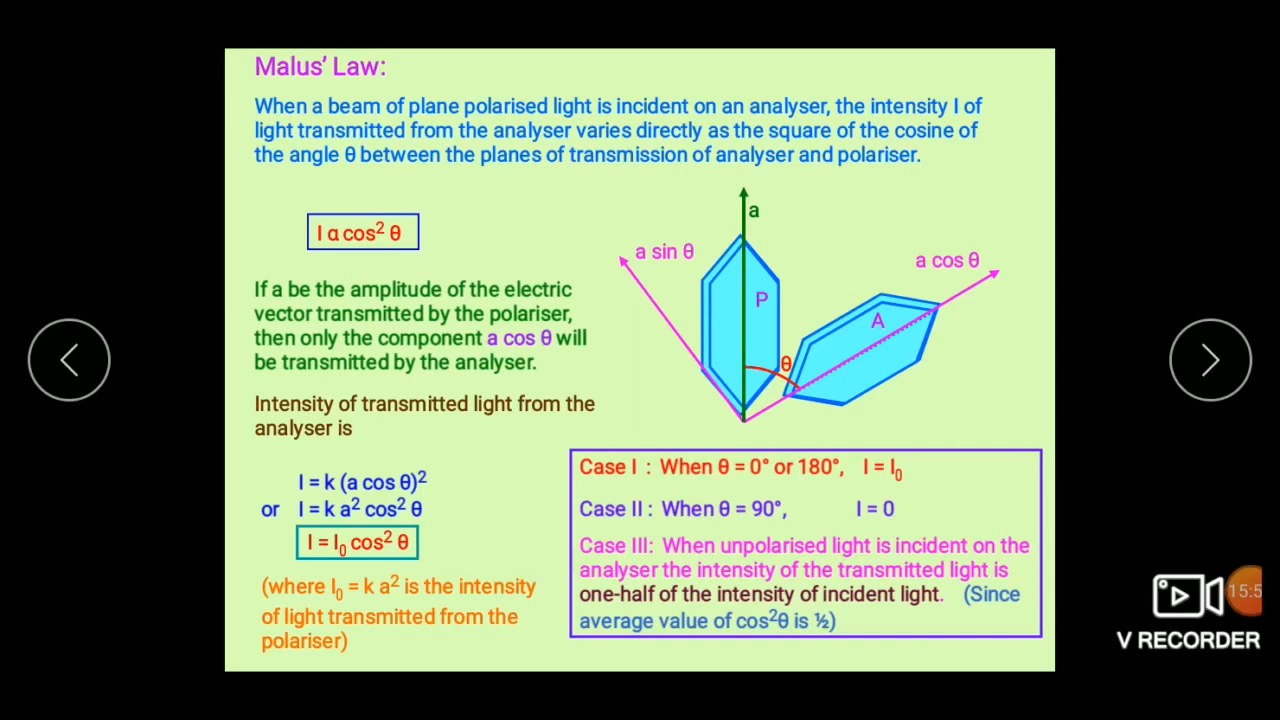 Malus' Law:
When a beam of plane polarised light is incident on an analyser, the intensity I of
light transmitted from the analyser varies directly as the square of the cosine of
the angle θ between the planes of transmission of analyser and polariser.
I α cos² θ
If a be the amplitude of the electric
vector transmitted by the polariser,
then only the component a cos θ will
be transmitted by the analyser.
Intensity of transmitted light from the
analyser is
I = k (a cos θ)²
or I = k a² cos² θ
I = I₀ cos² θ
(where I₀ = k a² is the intensity
of light transmitted from the
polariser)
a
a sin θ
a cos θ
P
A
θ
Case I : When θ = 0° or 180°, I = I₀
Case II : When θ = 90°, I = 0
Case III: When unpolarised light is incident on the
analyser the intensity of the transmitted light is
one-half of the intensity of incident light. (Since
average value of cos²θ is ½)
V RECORDER